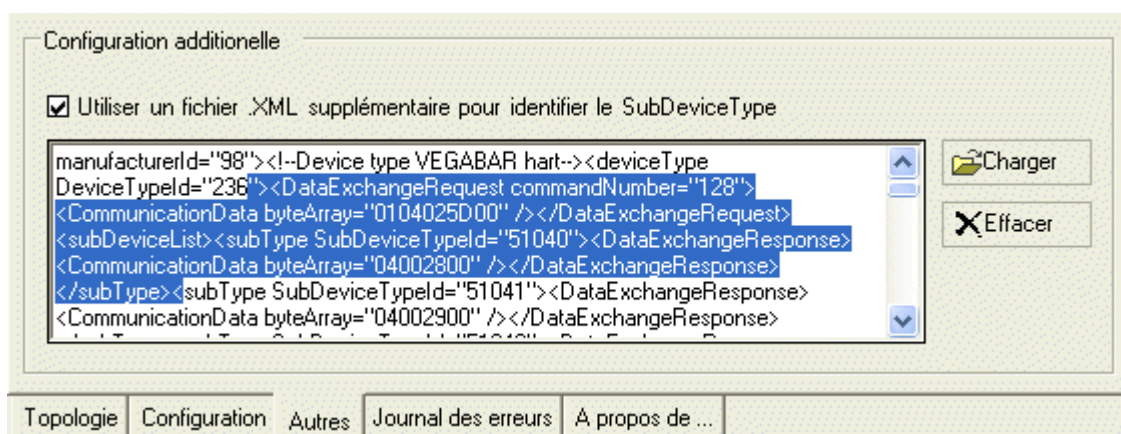 Configuration additionelle
Utiliser un fichier .XML supplémentaire pour identifier le SubDeviceType
manufacturerId="98"><!--Device type VEGABAR hart--><deviceType
DeviceTypeId="236"><DataExchangeRequest commandNumber="128">
<CommunicationData byteArray="0104025D00" /></DataExchangeRequest>
<subDeviceList><subType SubDeviceTypeId="51040"><DataExchangeResponse>
<CommunicationData byteArray="04002800" /></DataExchangeResponse>
</subType><subType SubDeviceTypeId="51041"><DataExchangeResponse>
<CommunicationData byteArray="04002900" /></DataExchangeResponse>
Charger
Effacer
Topologie Configuration Autres Journal des erreurs A propos de ...